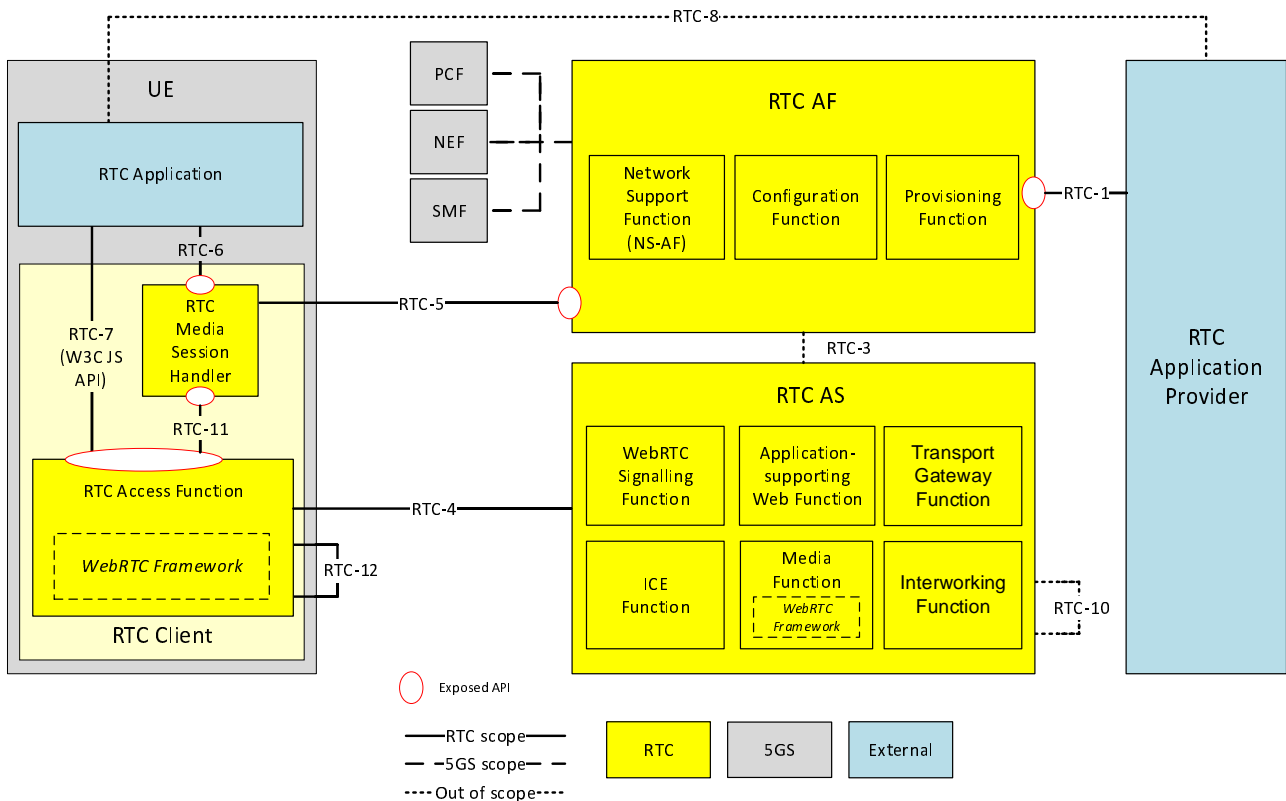 RTC-8
UE
RTC Application
RTC-6
RTC-7
(W3C JS
API)
RTC
Media
Session
Handler
RTC-11
RTC Access Function
WebRTC Framework
RTC-12
RTC Client
PCF
NEF
SMF
RTC-5
RTC-4
RTC AF
Network
Support
Function
(NS-AF)
Configuration
Function
Provisioning
Function
RTC-1
RTC-3
RTC AS
WebRTC
Signalling
Function
Application-
supporting
Web Function
Transport
Gateway
Function
ICE
Function
Media
Function
WebRTC
Framework
Interworking
Function
RTC-10
RTC
Application
Provider
Exposed API
RTC scope
5GS scope
Out of scope
RTC
5GS
External